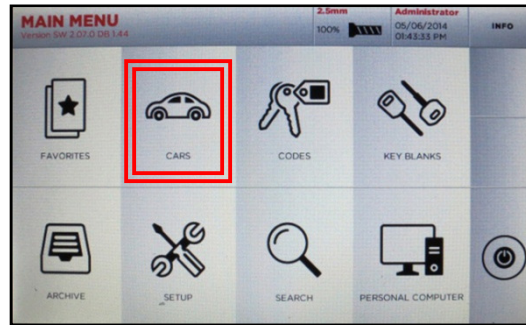 MAIN MENU
Version SW 2.07.0 DB 1.44
2.5mm
100%
Administrator
05/06/2014
01:43:33 PM
INFO
FAVORITES
CARS
CODES
KEY BLANKS
ARCHIVE
SETUP
SEARCH
PERSONAL COMPUTER